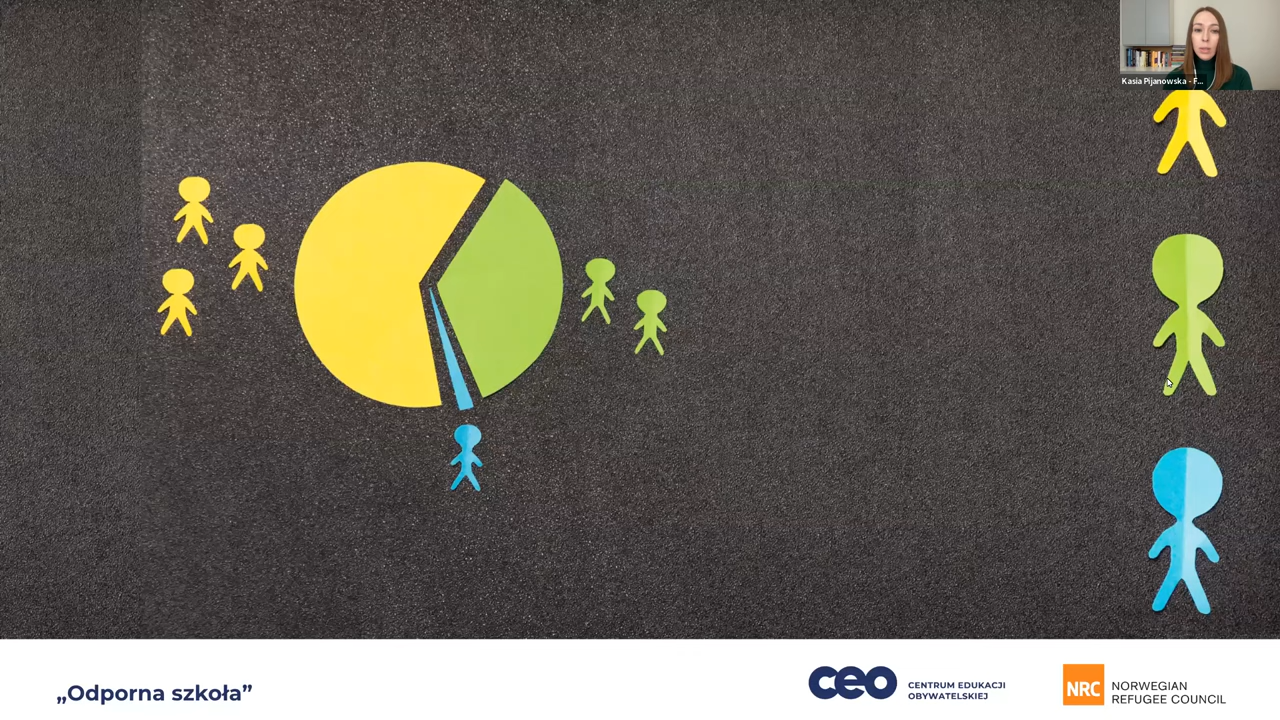 Kasia Pijanowska - F...
„Odporna szkoła”
ceo
CENTRUM EDUKACJI
OBYWATELSKIEJ
NRC
NORWEGIAN
REFUGEE COUNCIL